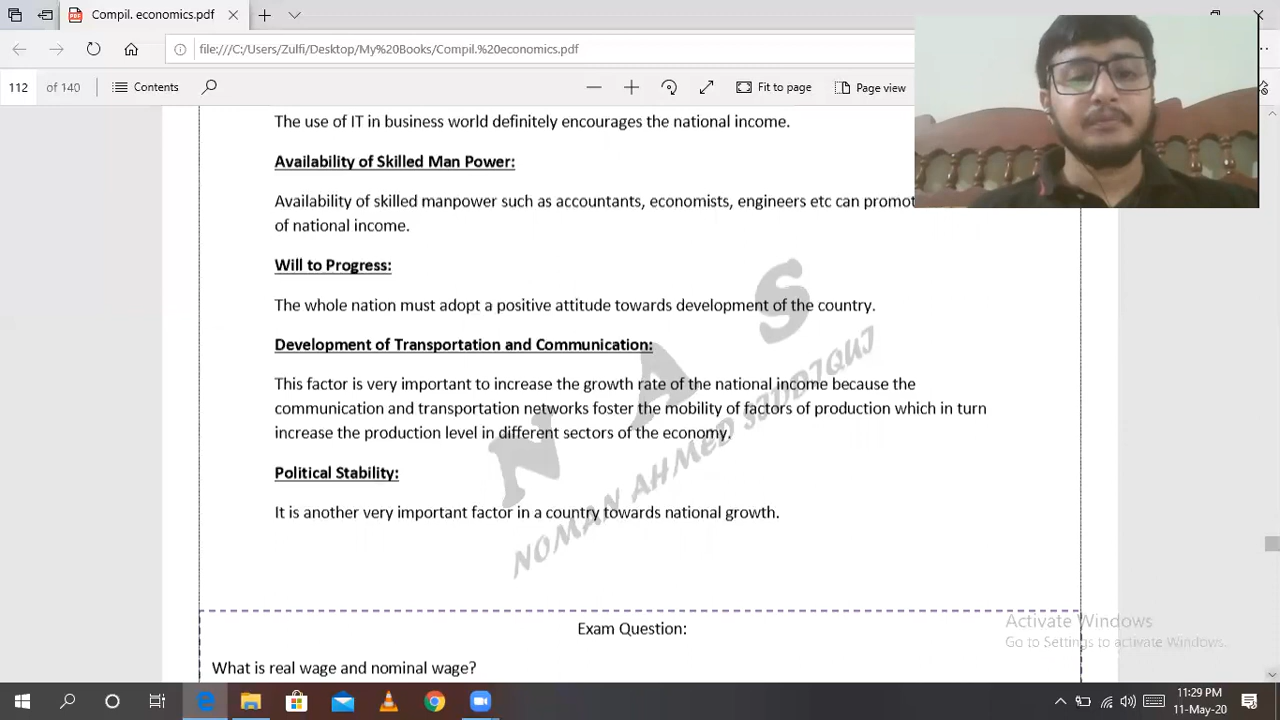 Compil. economics.pdf
file:///C:/Users/Zulfi/Desktop/My%20Books/Compil.%20economics.pdf
112 of 140 Contents Fit to page Page view
The use of IT in business world definitely encourages the national income.
Availability of Skilled Man Power:
Availability of skilled manpower such as accountants, economists, engineers etc can
of national income.
Will to Progress:
The whole nation must adopt a positive attitude towards development of the country.
Development of Transportation and Communication:
This factor is very important to increase the growth rate of the national income because the
communication and transportation networks foster the mobility of factors of production which in turn
increase the production level in different sectors of the economy.
Political Stability:
It is another very important factor in a country towards national growth.
N A S
NOMAN AHMED SIDDIQUI
Exam Question:
What is real wage and nominal wage?
Activate Windows
Go to Settings to activate Windows.
11:29 PM
11-May-20